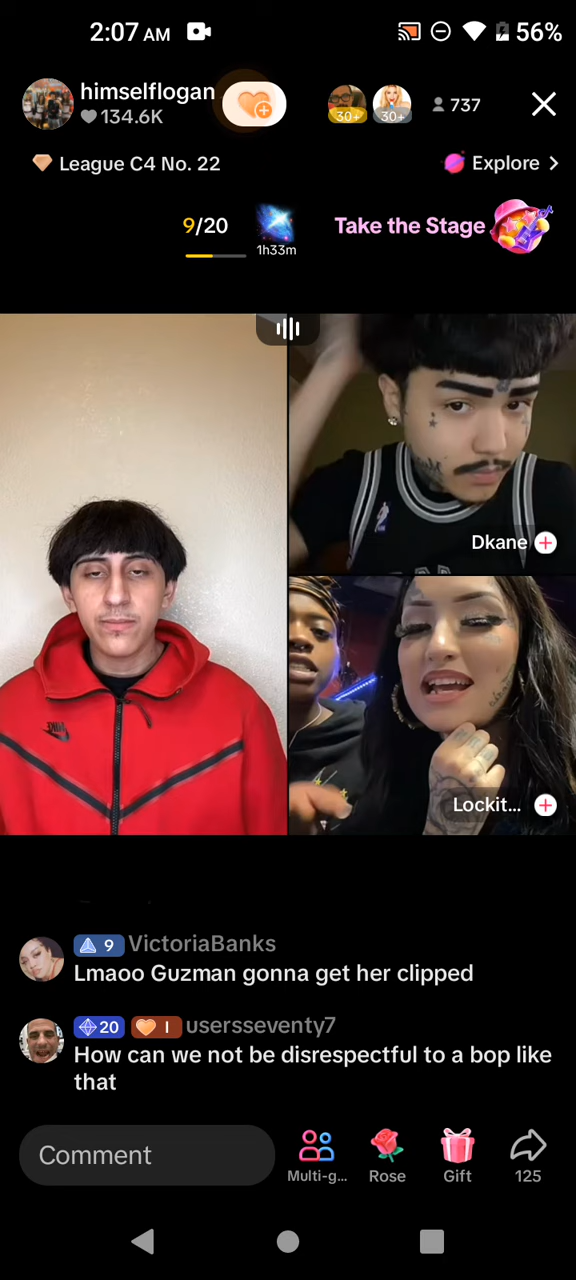 2:07 AM 56%
himselflogan
134.6K
30+ 30+ 737
League C4 No. 22 Explore
9/20 Take the Stage
1h33m
Dkane
Lockit...
9 VictoriaBanks
Lmaoo Guzman gonna get her clipped
20 I usersseventy7
How can we not be disrespectful to a bop like
that
Comment
Multi-g... Rose Gift 125